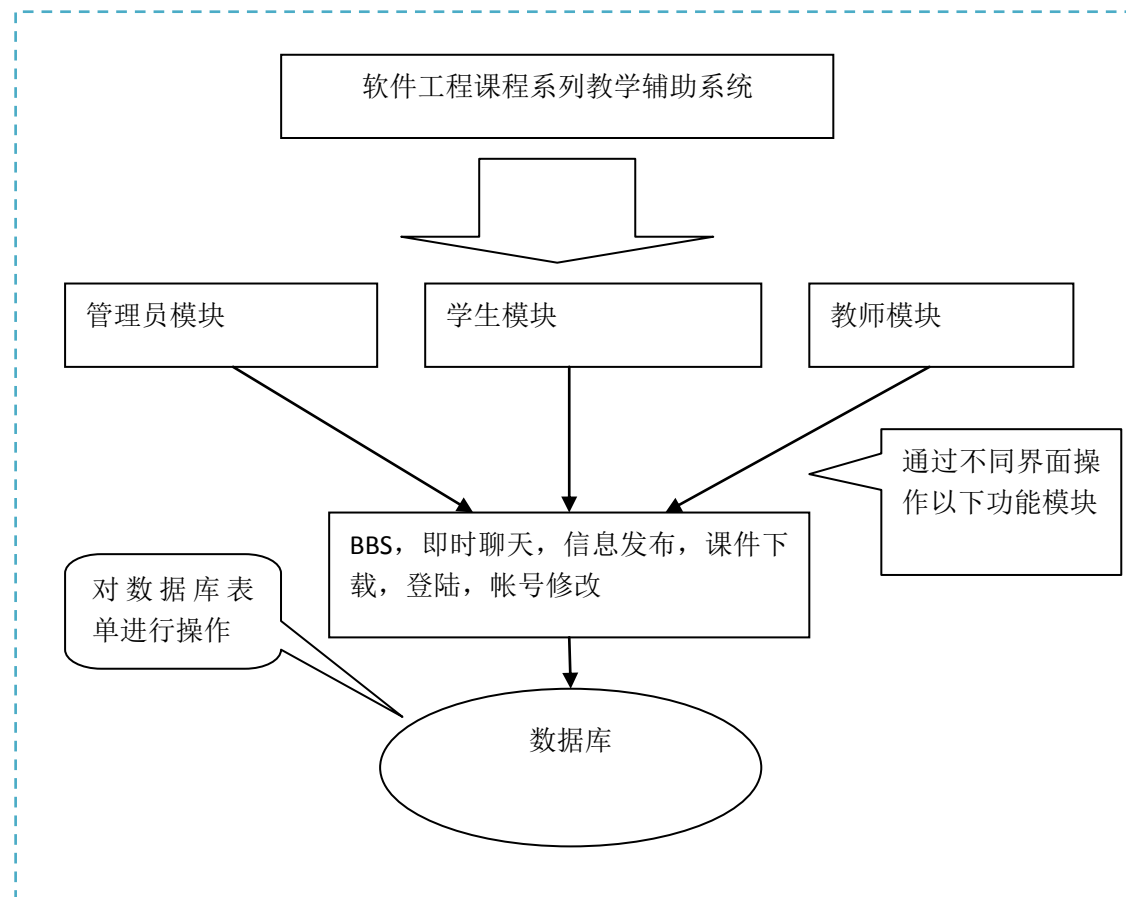 软件工程课程系列教学辅助系统
管理员模块
学生模块
教师模块
通过不同界面操
作以下功能模块
BBS，即时聊天，信息发布，课件下
载，登陆，帐号修改
对数据库表
单进行操作
数据库